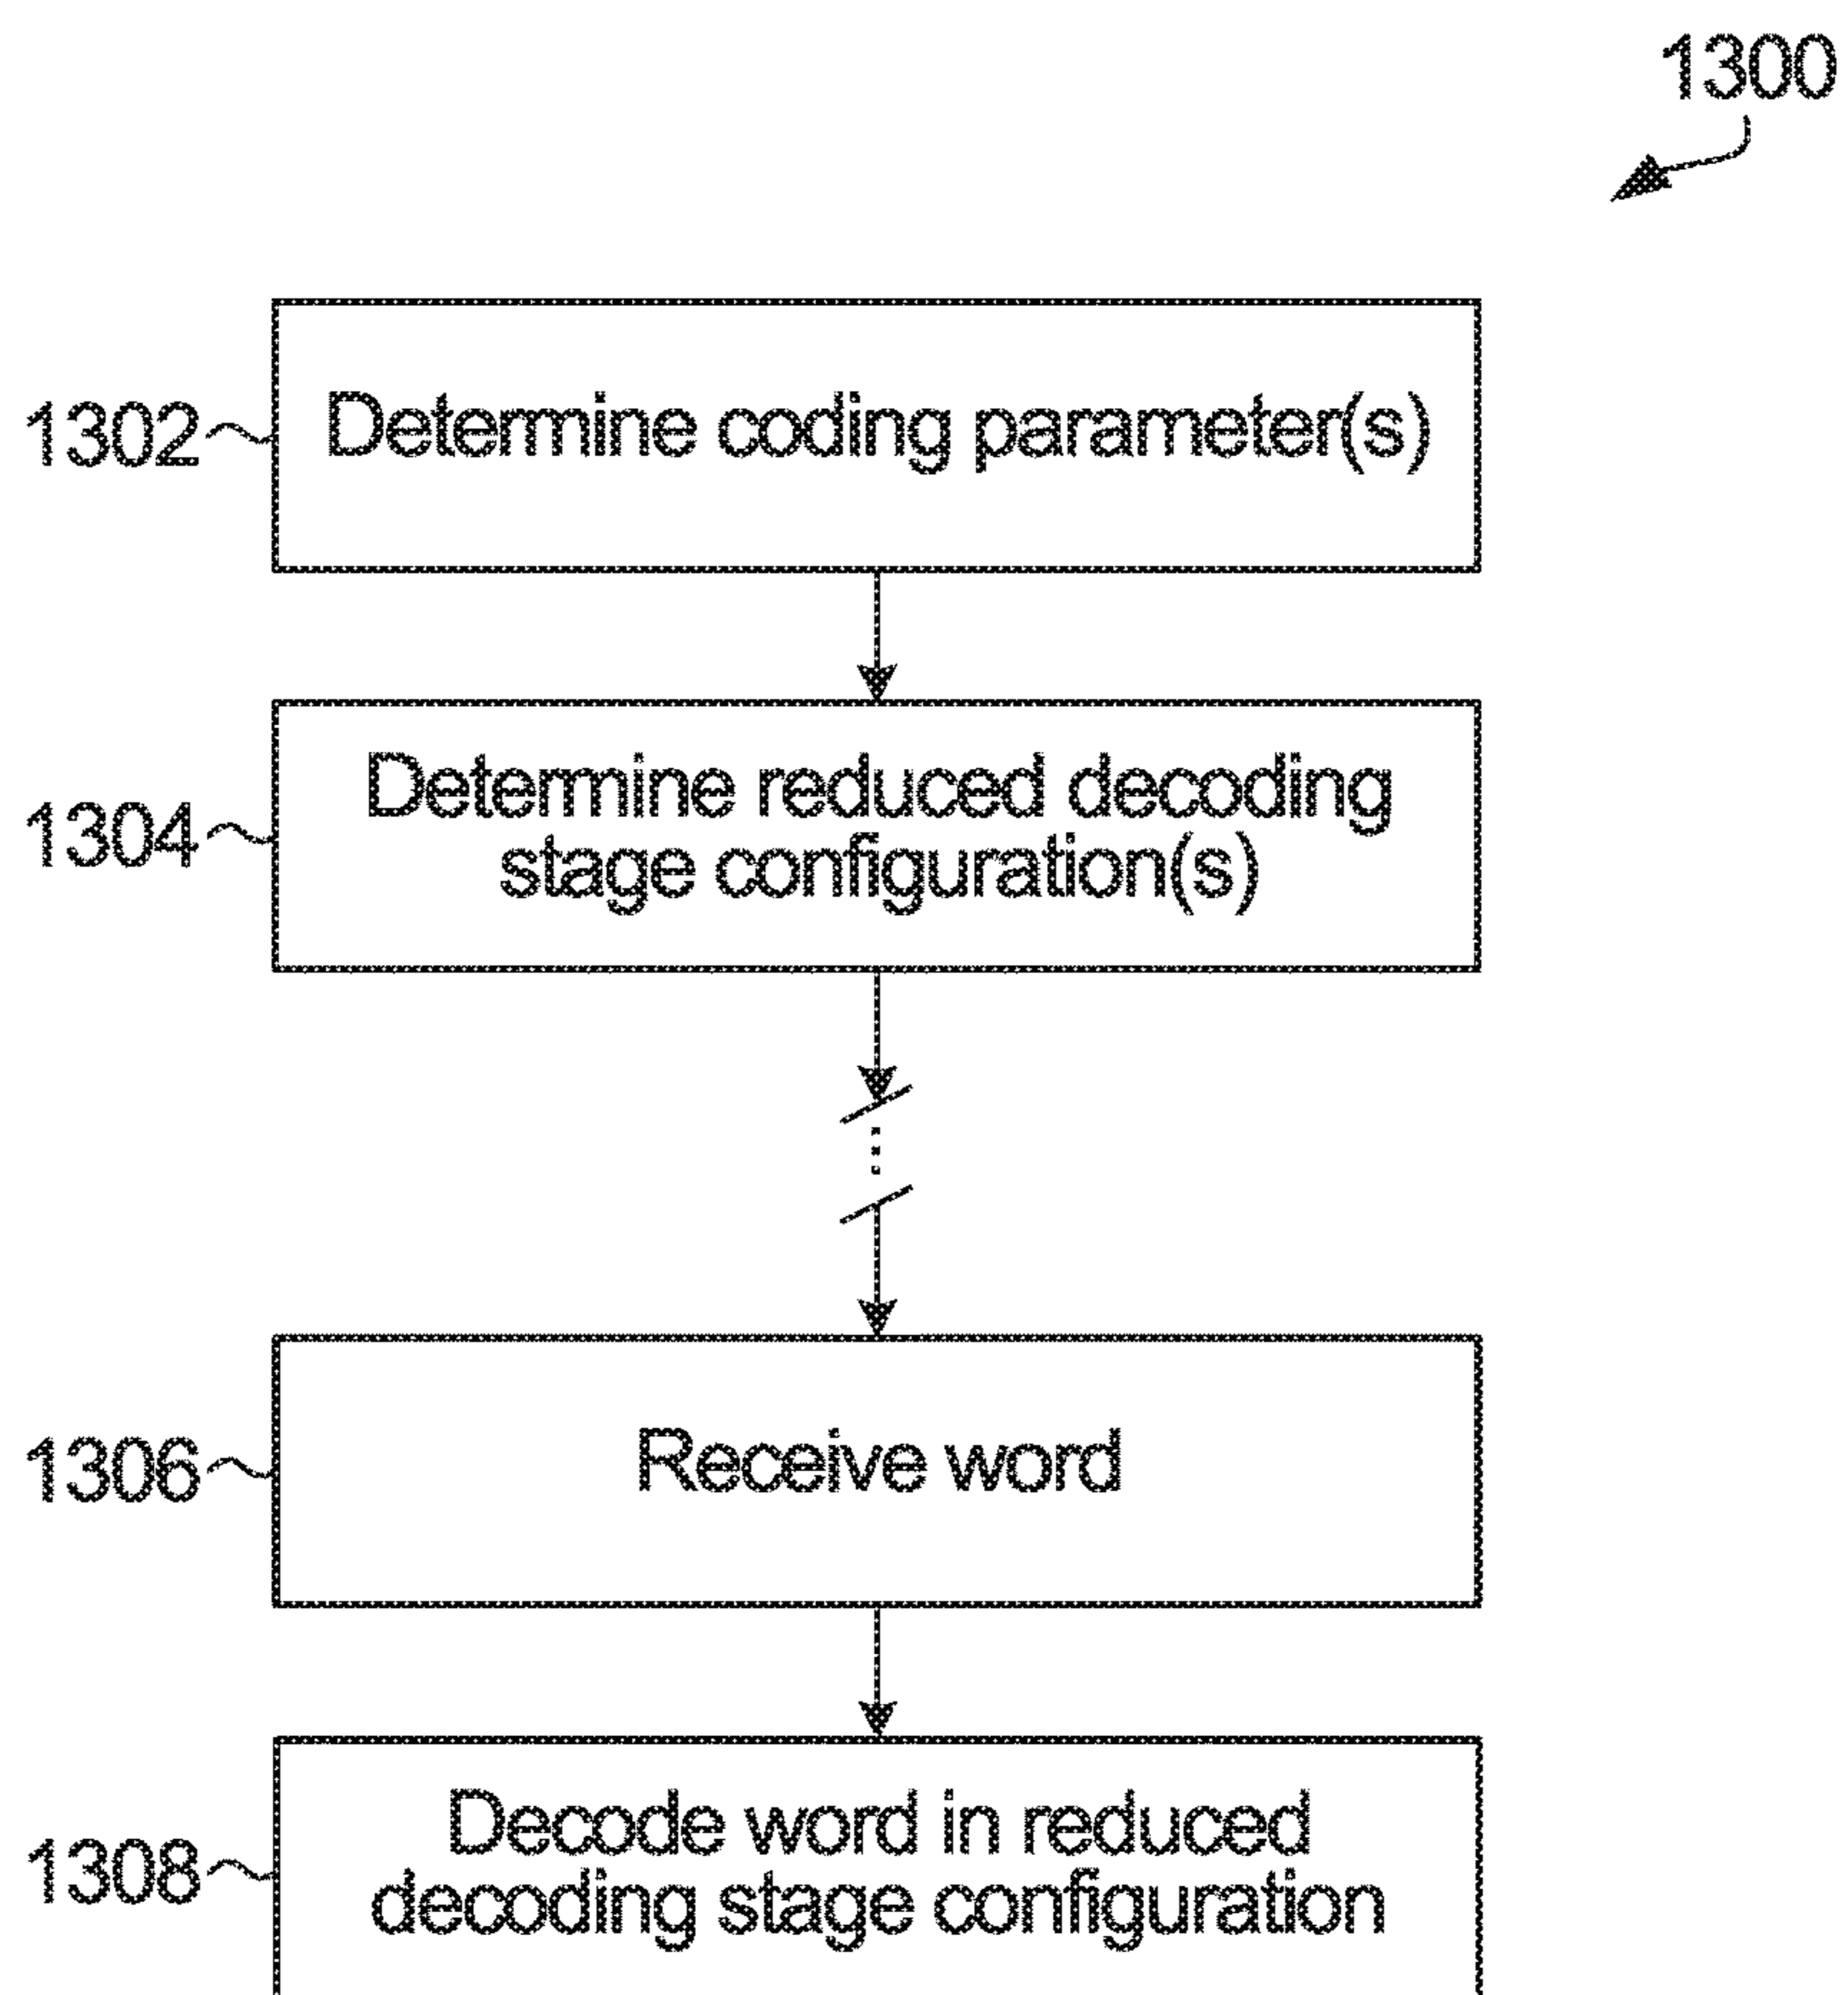 1300
1302
Determine coding parameter(s)
1304
Determine reduced decoding
stage configuration(s)
1306
Receive word
1308
Decode word in reduced
decoding stage configuration